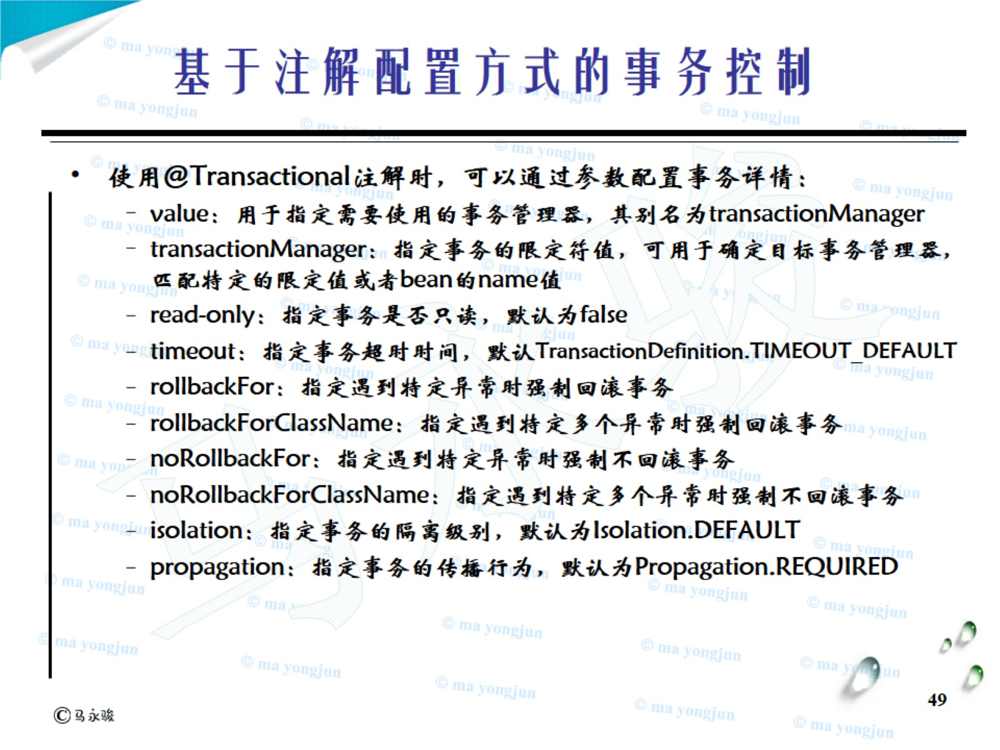 基于注解配置方式的事务控制
• 使用@Transactional注解时，可以通过参数配置事务详情：
– value：用于指定需要使用的事务管理器，其别名为transactionManager
– transactionManager：指定事务的限定符值，可用于确定目标事务管理器，
匹配特定的限定值或者bean的name值
– read-only：指定事务是否只读，默认为false
– timeout：指定事务超时时间，默认TransactionDefinition.TIMEOUT_DEFAULT
– rollbackFor：指定遇到特定异常时强制回滚事务
– rollbackForClassName：指定遇到特定多个异常时强制回滚事务
– noRollbackFor：指定遇到特定异常时强制不回滚事务
– noRollbackForClassName：指定遇到特定多个异常时强制不回滚事务
– isolation：指定事务的隔离级别，默认为Isolation.DEFAULT
– propagation：指定事务的传播行为，默认为Propagation.REQUIRED
49
©马永骏
马永骏
© ma yongjun